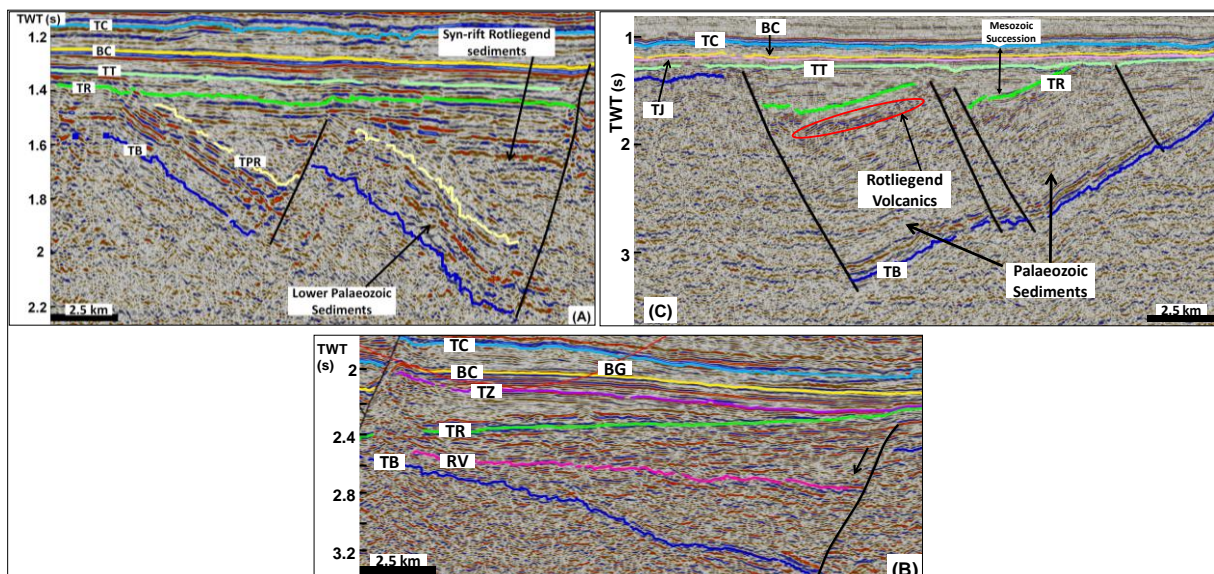 TWT (s)
TC
1.2
Syn-rift Rotliegend
sediments
BC
TT
1.4
TR
1.6
TB
TPR
1.8
2
Lower Palaeozoic
Sediments
2.2
2.5 km
(A)
TWT (s)
1
TC
BC
Mesozoic
Succession
TT
TR
TJ
2
Rotliegend
Volcanics
3
TB
Palaeozoic
Sediments
(C)
2.5 km
TWT
(s)
TC
2
BC
BG
TZ
2.4
TR
TB
RV
2.8
3.2
2.5 km
(B)